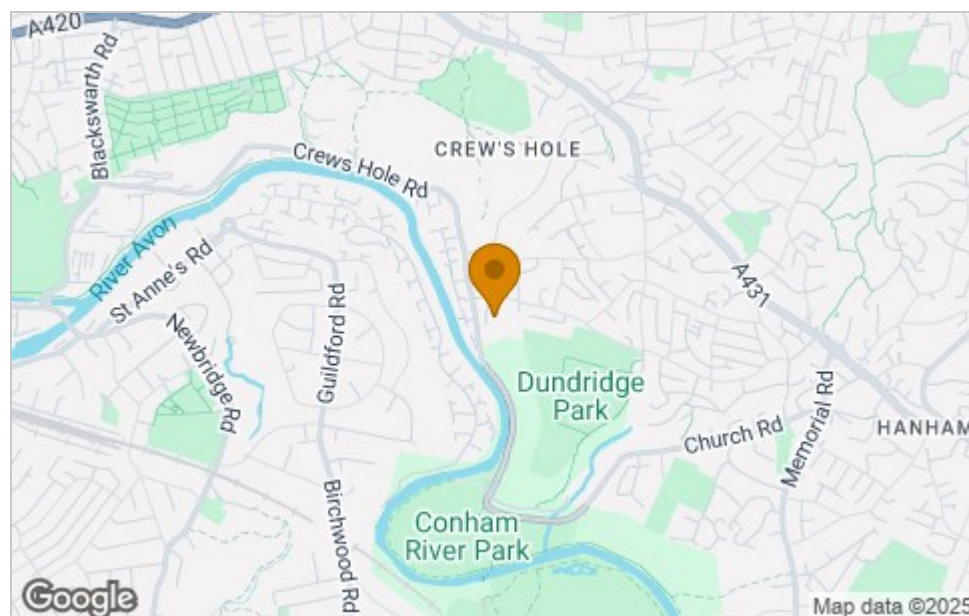 A420
Blackswarth Rd
Crews Hole Rd
CREW'S HOLE
River Avon
St Anne's Rd
A431
Newbridge Rd
Guildford Rd
Dundridge
Park
Church Rd
Memorial Rd
HANHAM
Birchwood Rd
Conham
River Park
Google
Map data ©2025